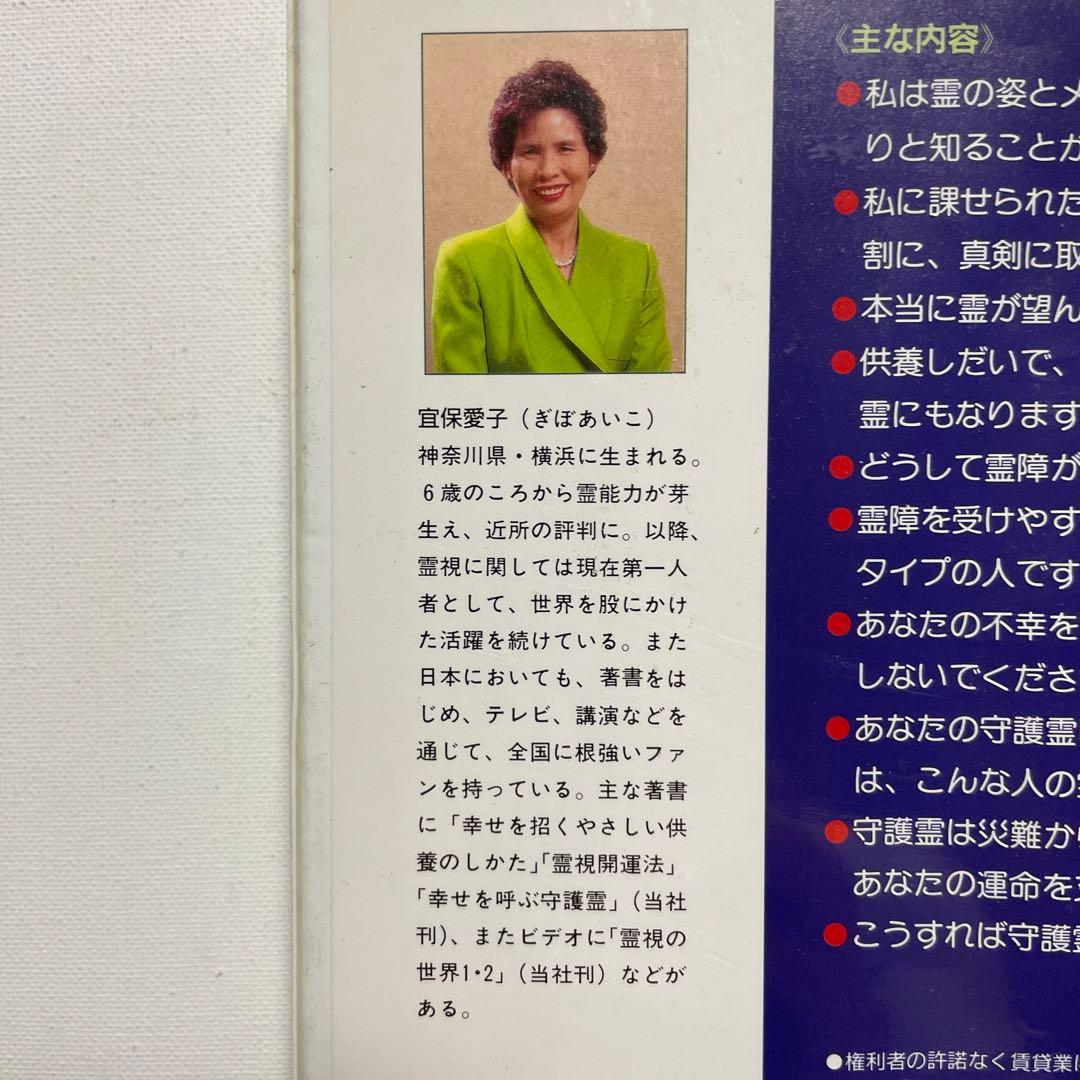 宜保愛子（ぎぼあいこ）
神奈川県・横浜に生まれる。
６歳のころから霊能力が芽
生え、近所の評判に。以降、
霊視に関しては現在第一人
者として、世界を股にかけ
た活躍を続けている。また
日本においても、著書をは
じめ、テレビ、講演などを
通じて、全国に根強いファ
ンを持っている。主な著書
に「幸せを招くやさしい供
養のしかた」「霊視開運法」
「幸せを呼ぶ守護霊」（当社
刊）、またビデオに「霊視の
世界1・2」（当社刊）などが
ある。
《主な内容》
●私は霊の姿とメ
りと知ることが
●私に課せられた
割に、真剣に取
●本当に霊が望ん
●供養しだいで、
霊にもなります
●どうして霊障が
●霊障を受けやす
タイプの人です
●あなたの不幸を
しないでくださ
●あなたの守護霊
は、こんな人の
●守護霊は災難か
あなたの運命を
●こうすれば守護霊
●権利者の許諾なく賃貸業に